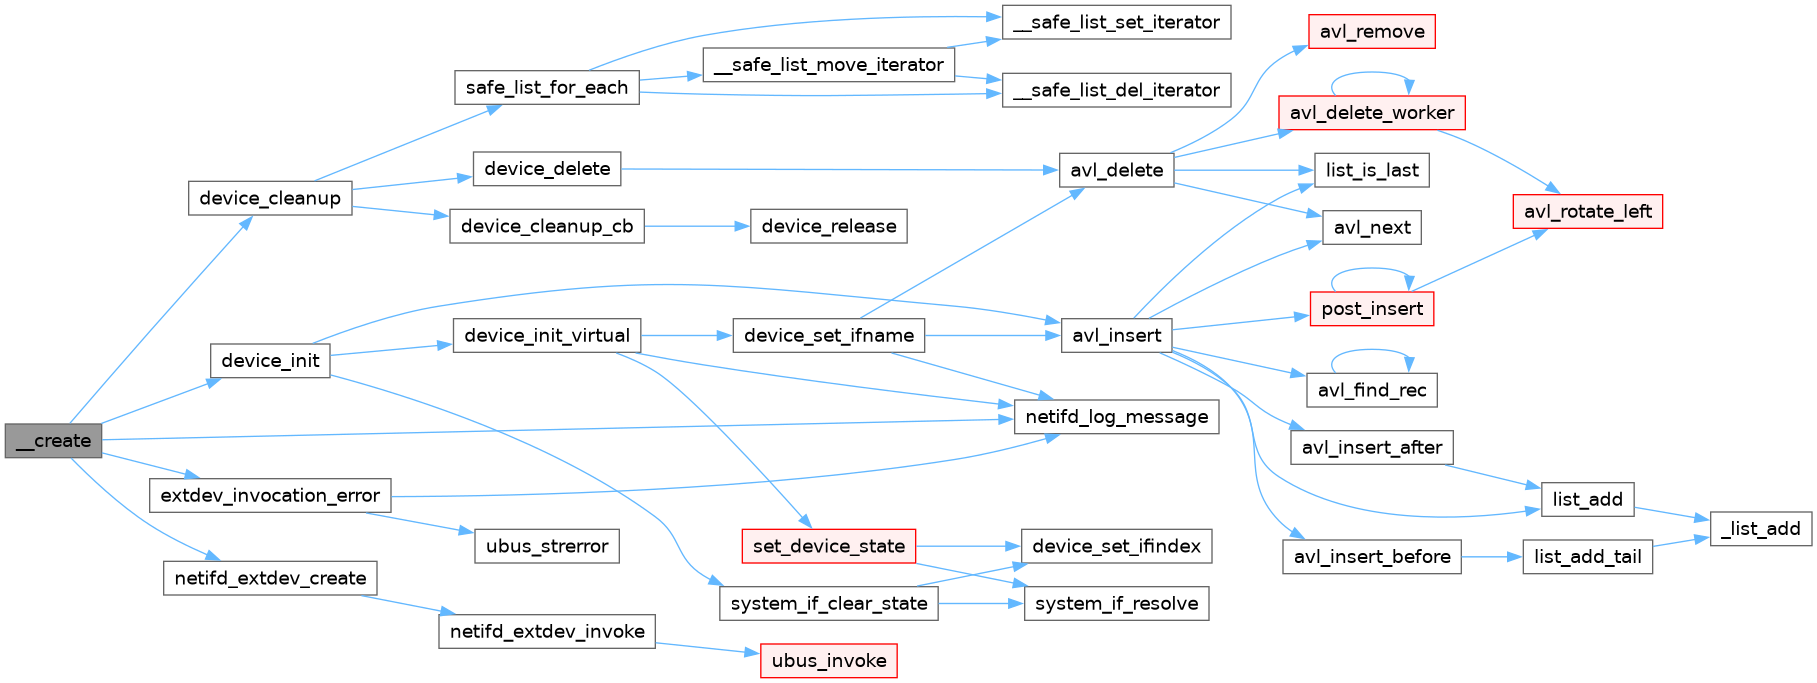 __create
device_cleanup
safe_list_for_each
__safe_list_set_iterator
__safe_list_move_iterator
__safe_list_del_iterator
device_delete
avl_delete
avl_remove
avl_delete_worker
avl_rotate_left
list_is_last
avl_next
device_cleanup_cb
device_release
device_init
device_init_virtual
device_set_ifname
avl_insert
post_insert
avl_find_rec
avl_insert_after
list_add
_list_add
avl_insert_before
list_add_tail
netifd_log_message
set_device_state
device_set_ifindex
system_if_resolve
system_if_clear_state
extdev_invocation_error
ubus_strerror
netifd_extdev_create
netifd_extdev_invoke
ubus_invoke